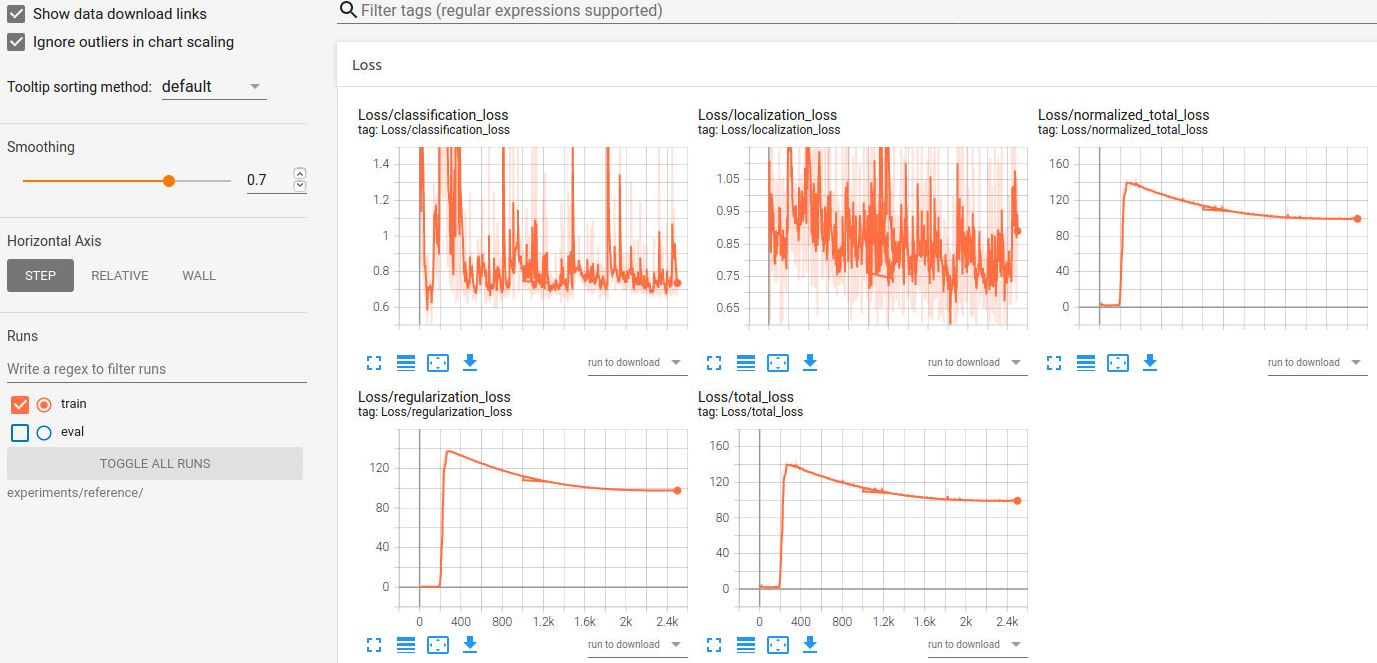 Show data download links
Ignore outliers in chart scaling
Tooltip sorting method: default
Smoothing
0.7
Horizontal Axis
STEP RELATIVE WALL
Runs
Write a regex to filter runs
train
eval
TOGGLE ALL RUNS
experiments/reference/
Filter tags (regular expressions supported)
Loss
Loss/classification_loss
tag: Loss/classification_loss
1.4
1.2
1
0.8
0.6
run to download
Loss/localization_loss
tag: Loss/localization_loss
1.05
0.95
0.85
0.75
0.65
run to download
Loss/normalized_total_loss
tag: Loss/normalized_total_loss
160
120
80
40
0
run to download
Loss/regularization_loss
tag: Loss/regularization_loss
120
80
40
0
0 400 800 1.2k 1.6k 2k 2.4k
run to download
Loss/total_loss
tag: Loss/total_loss
160
120
80
40
0
0 400 800 1.2k 1.6k 2k 2.4k
run to download